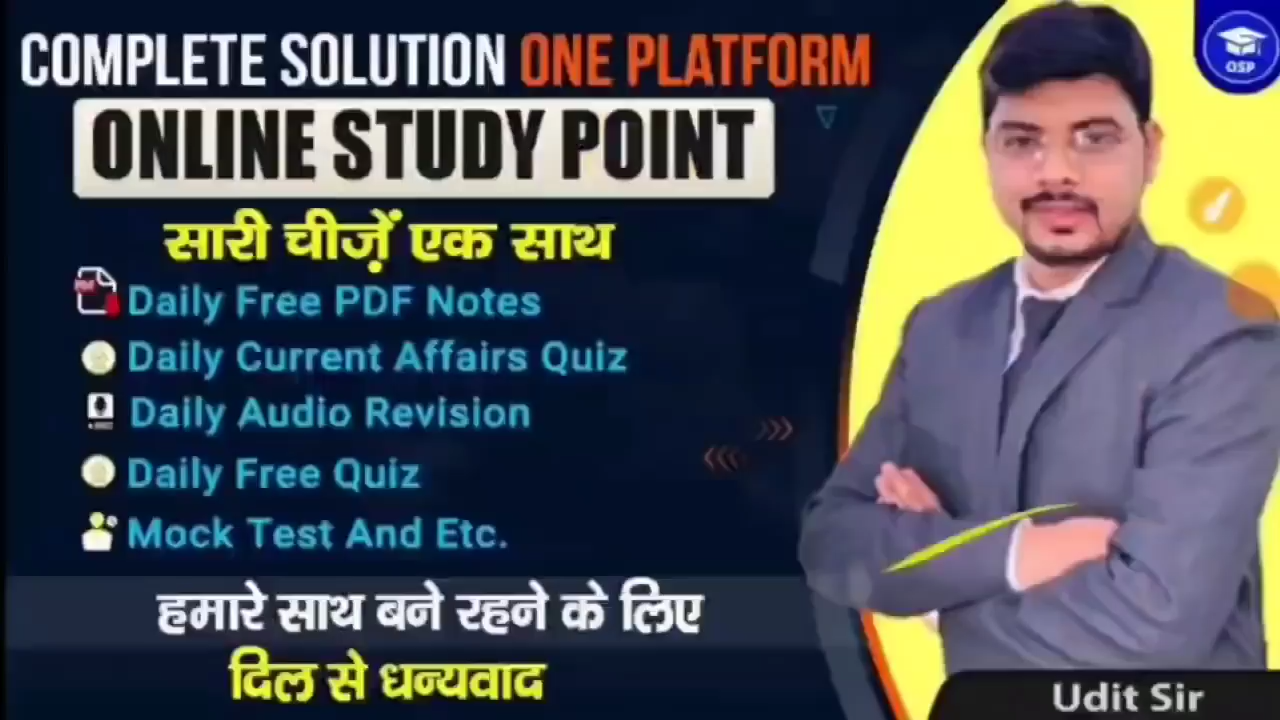 COMPLETE SOLUTION ONE PLATFORM
OSP
ONLINE STUDY POINT
सारी चीज़ें एक साथ
PDF
Daily Free PDF Notes
Daily Current Affairs Quiz
Daily Audio Revision
Daily Free Quiz
Mock Test And Etc.
हमारे साथ बने रहने के लिए
दिल से धन्यवाद
Udit Sir